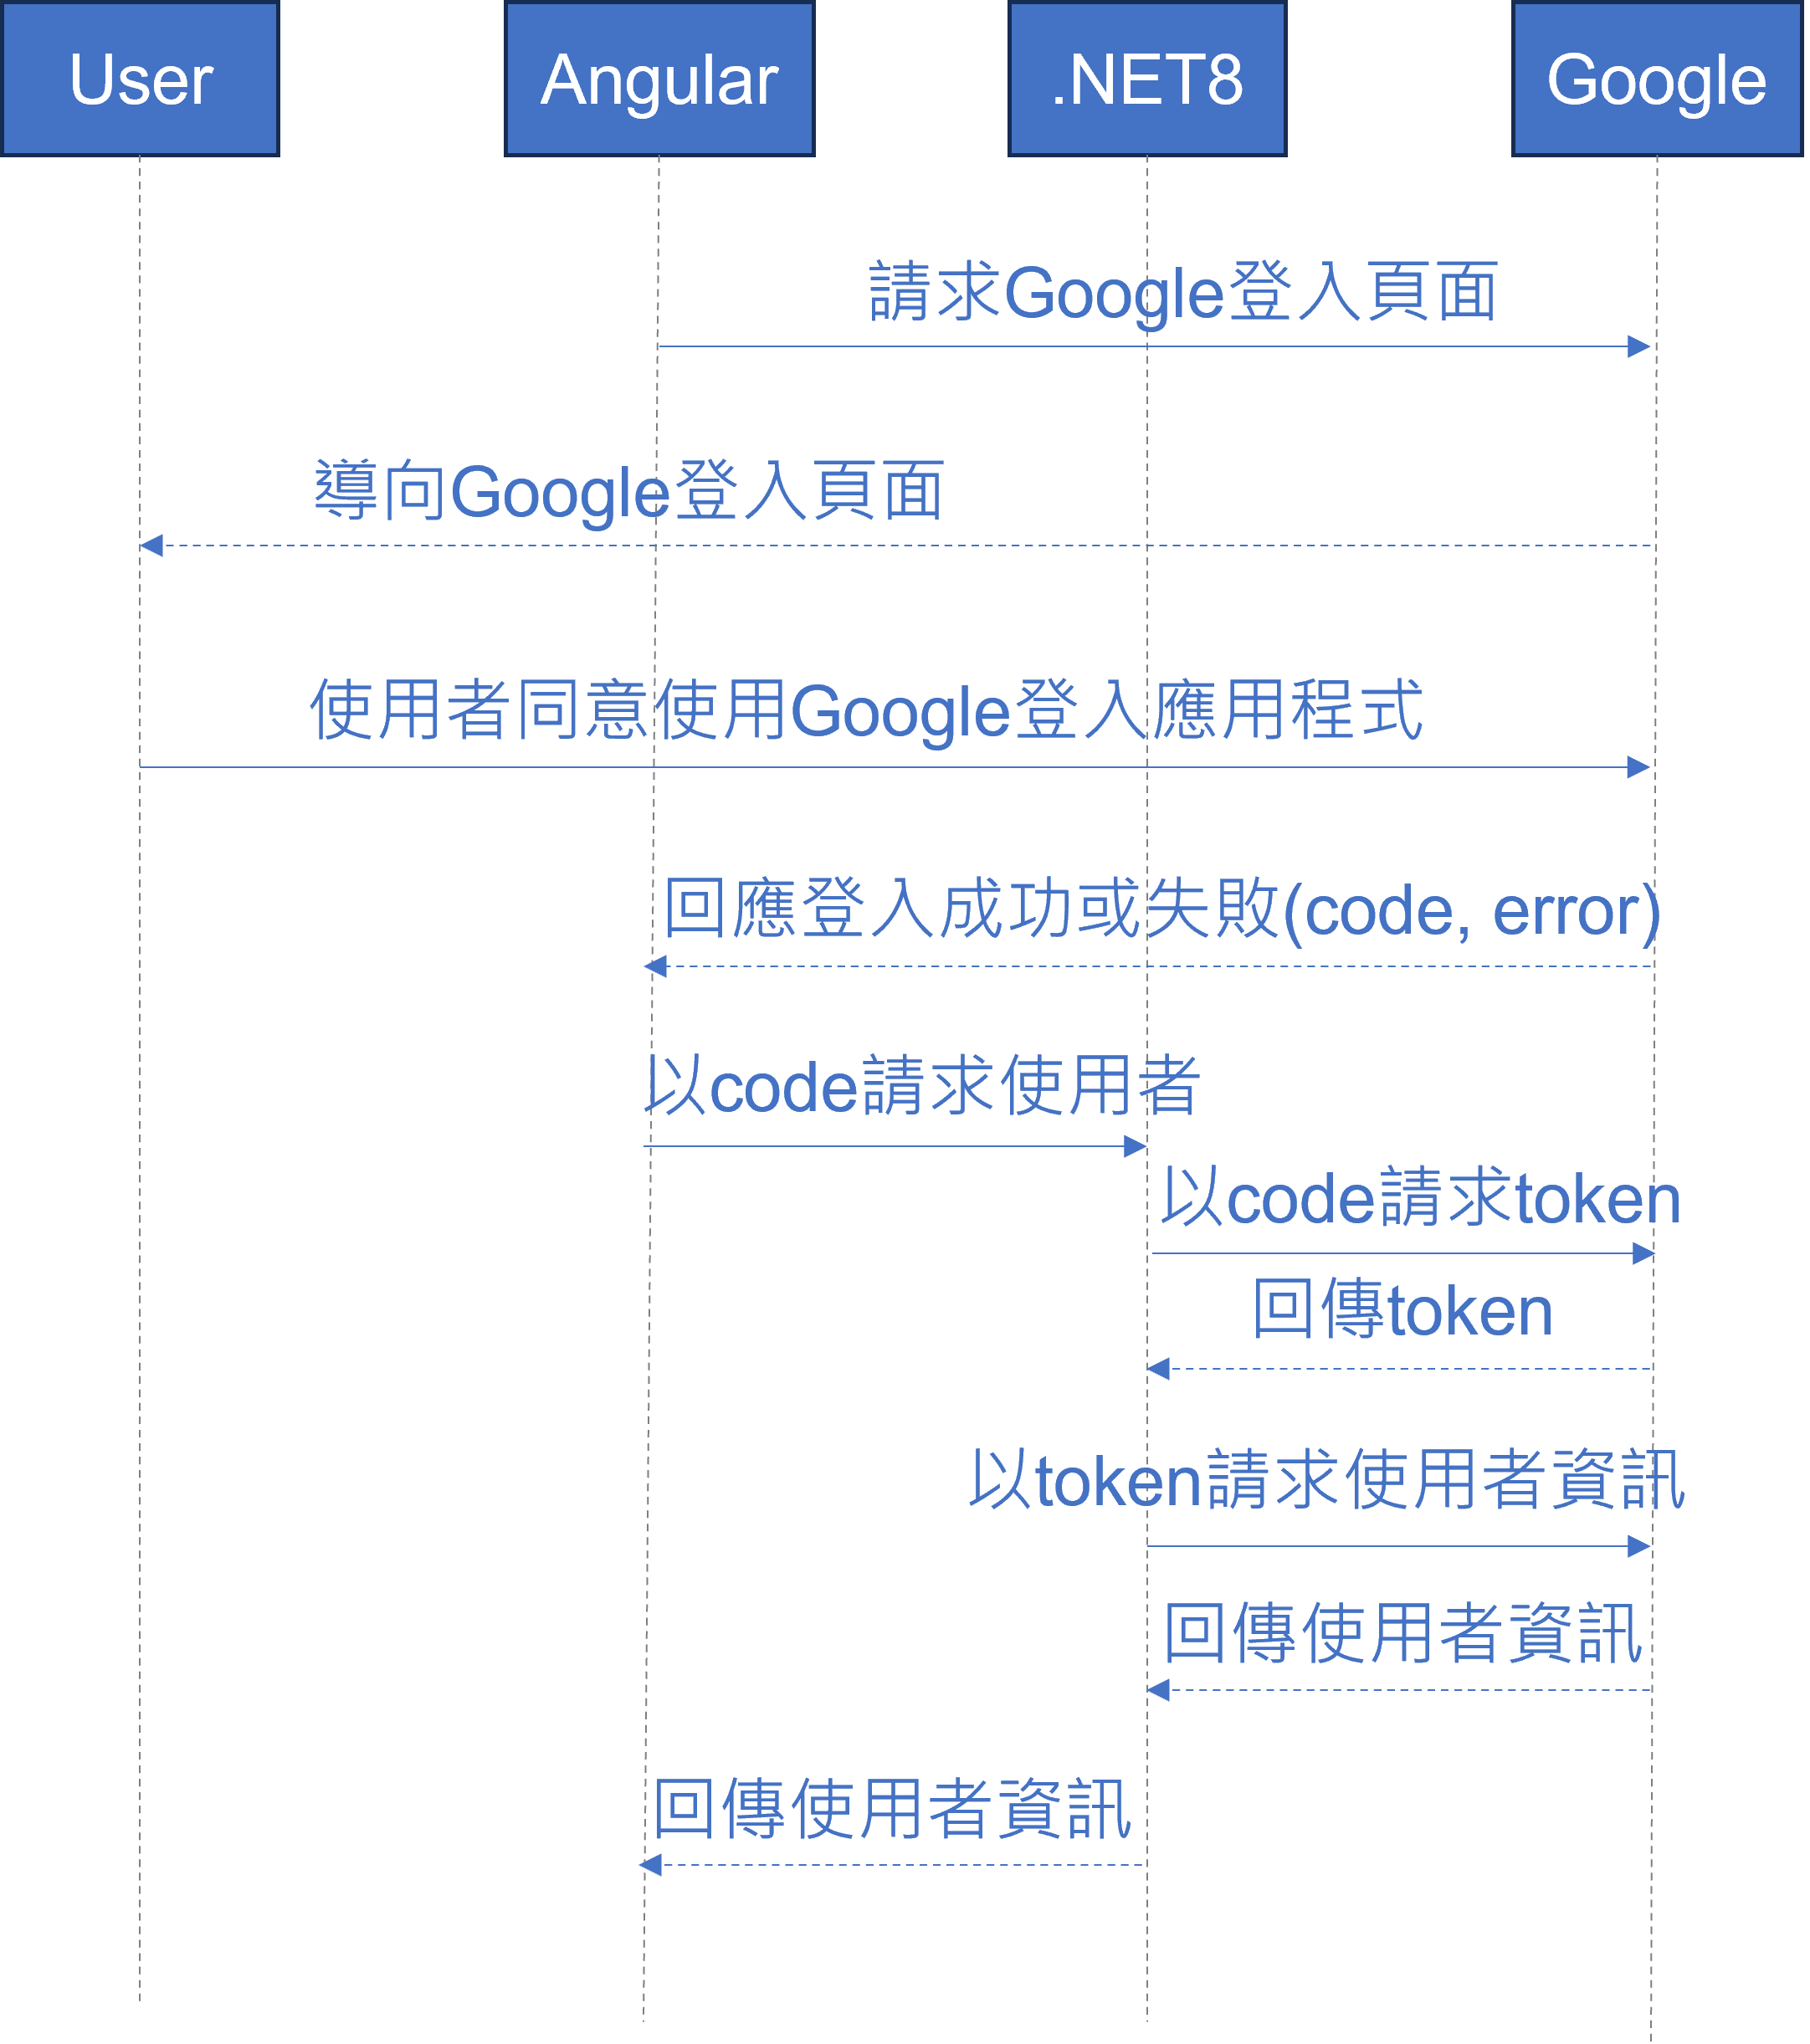 User
Angular
.NET8
Google
請求Google登入頁面
導向Google登入頁面
使用者同意使用Google登入應用程式
回應登入成功或失敗(code, error)
以code請求使用者
以code請求token
回傳token
以token請求使用者資訊
回傳使用者資訊
回傳使用者資訊